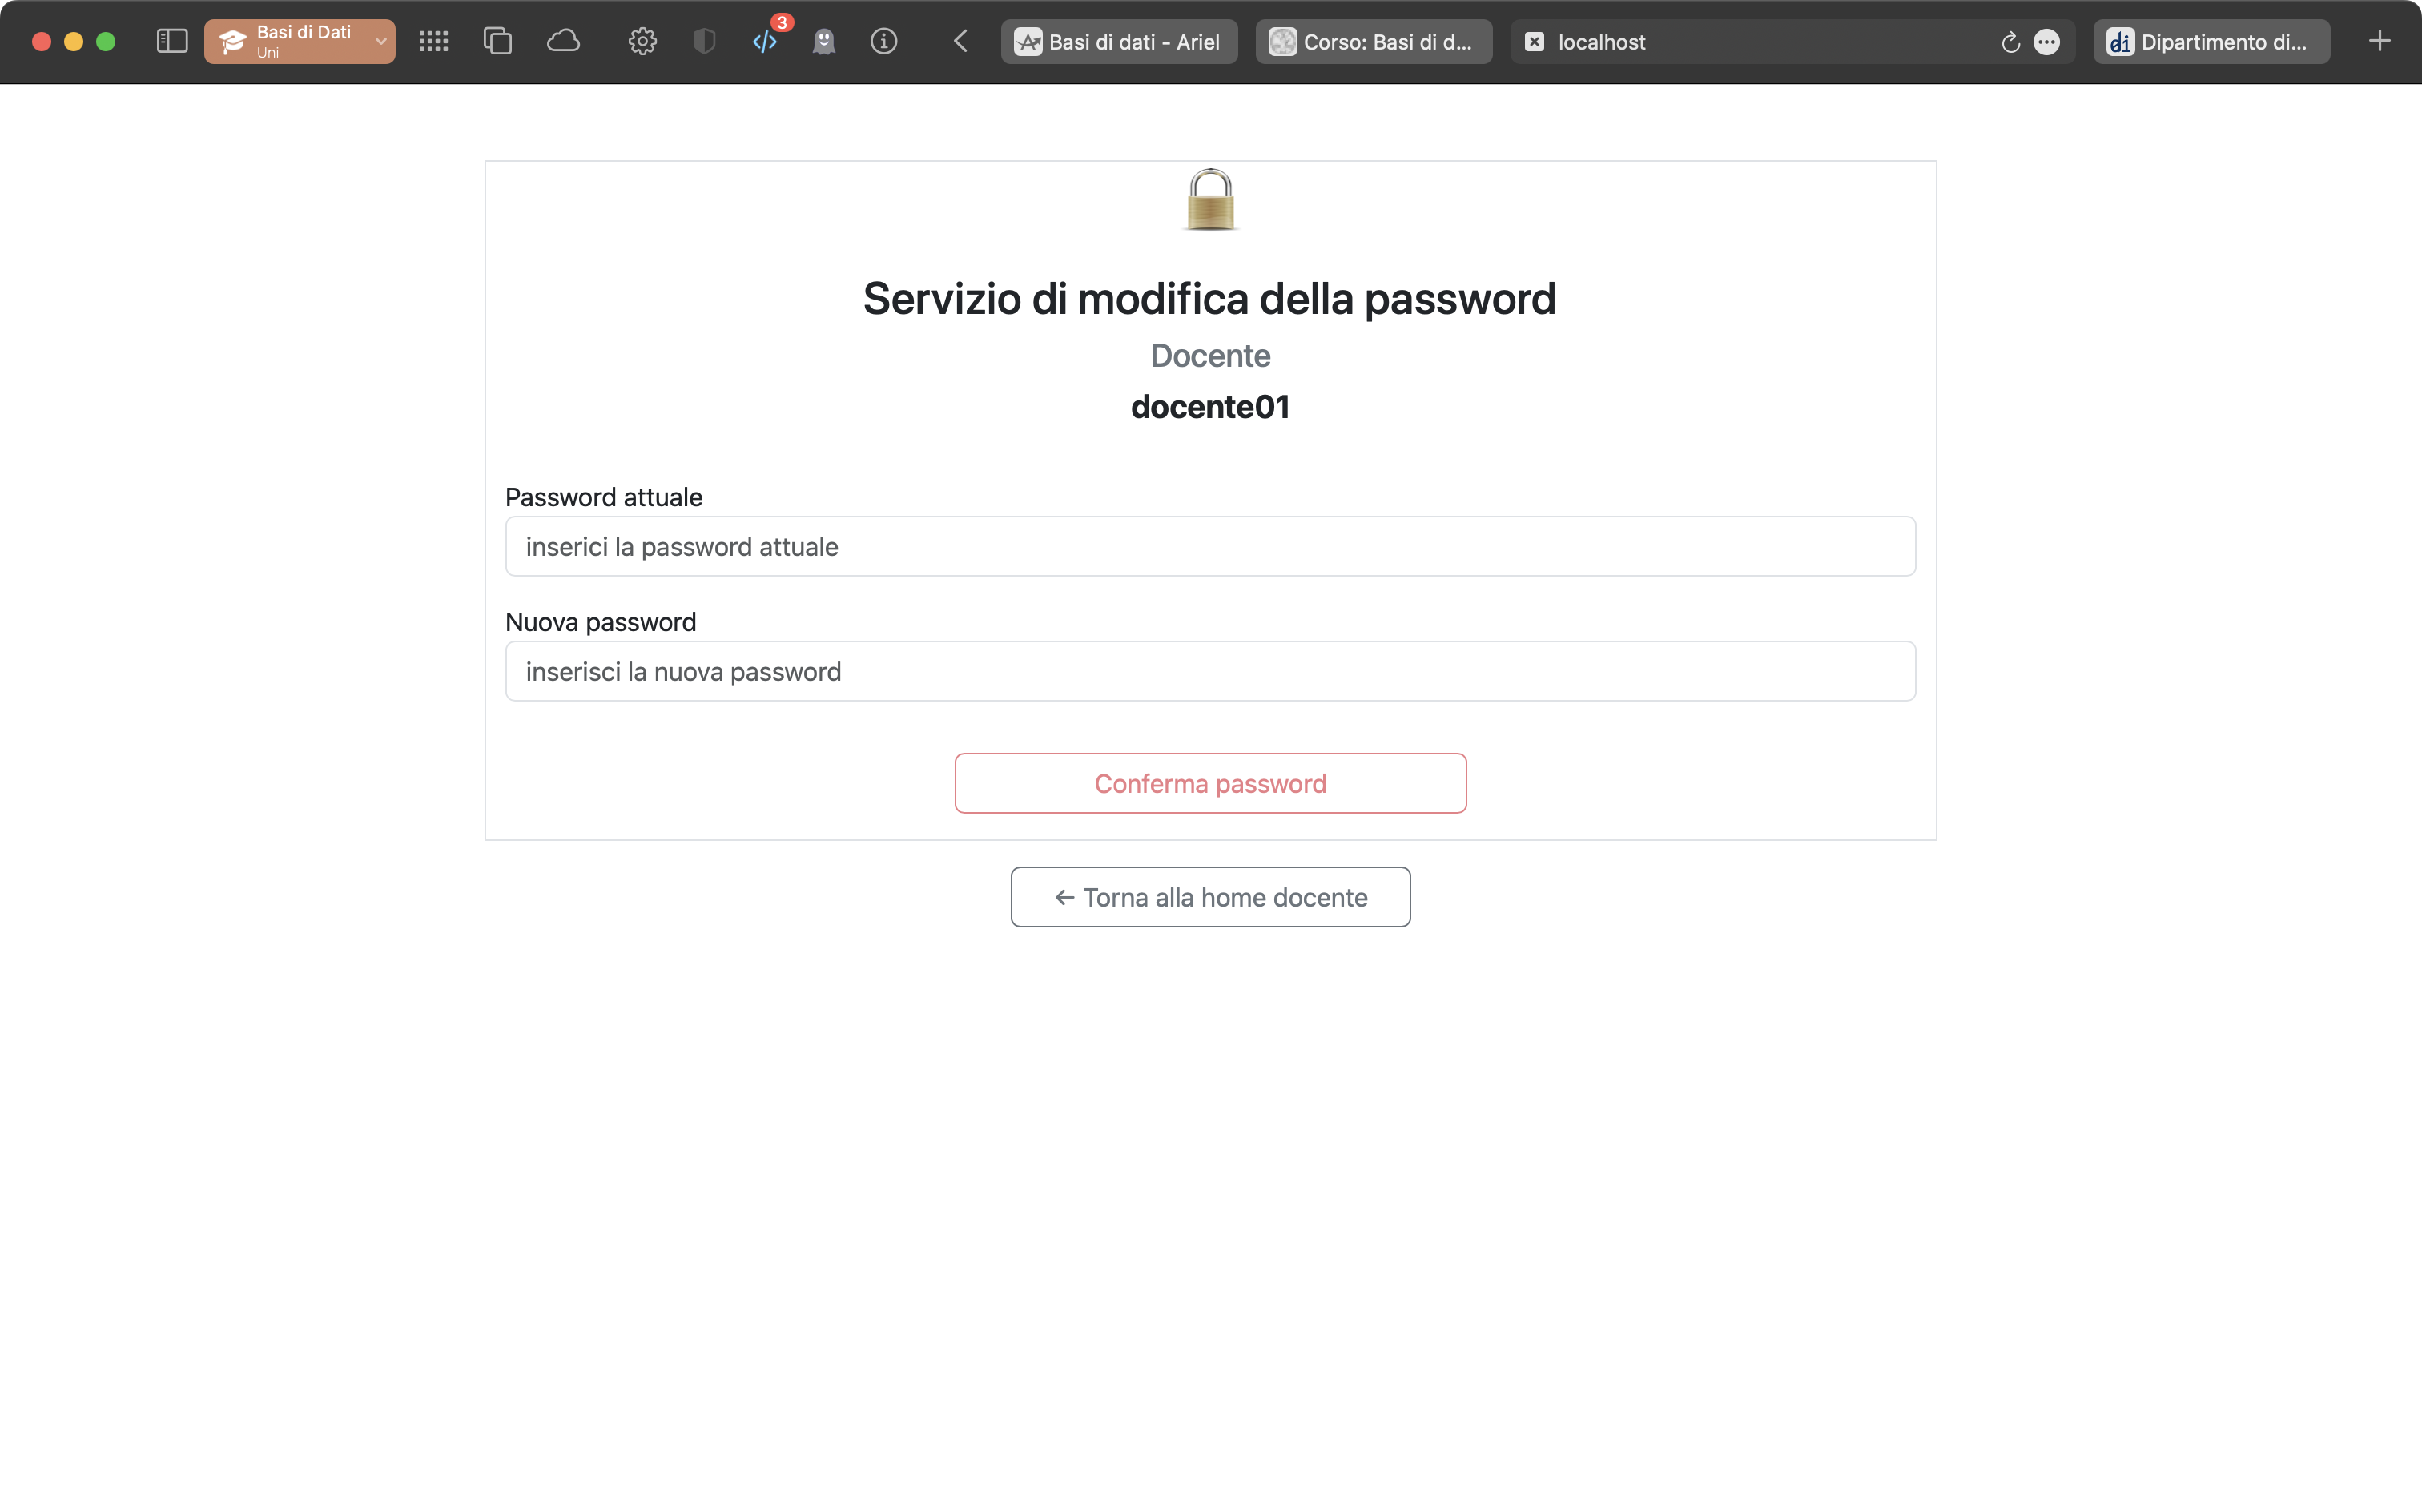 Basi di Dati
Uni
3
Basi di dati - Ariel
Corso: Basi di d...
localhost
di Dipartimento di...
Servizio di modifica della password
Docente
docente01
Password attuale
inserici la password attuale
Nuova password
inserisci la nuova password
Conferma password
← Torna alla home docente